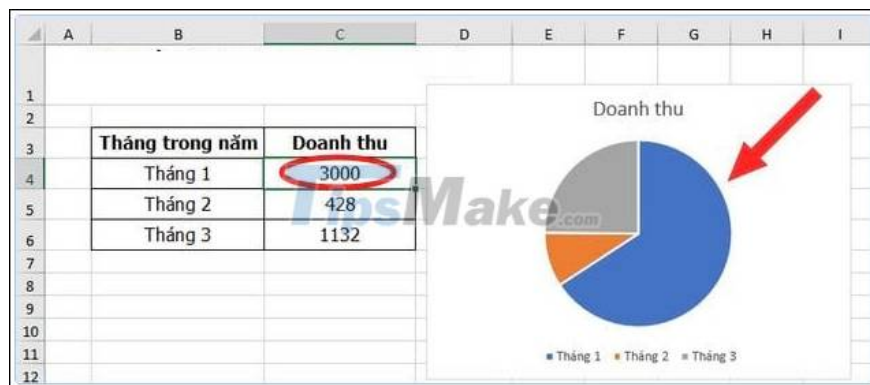 A B C D E F G H I
1
2
3 Tháng trong năm Doanh thu
4 Tháng 1 3000
5 Tháng 2 428
6 Tháng 3 1132
7
8
9
10
11
12
Doanh thu
Tháng 1 Tháng 2 Tháng 3
TipsMake.com